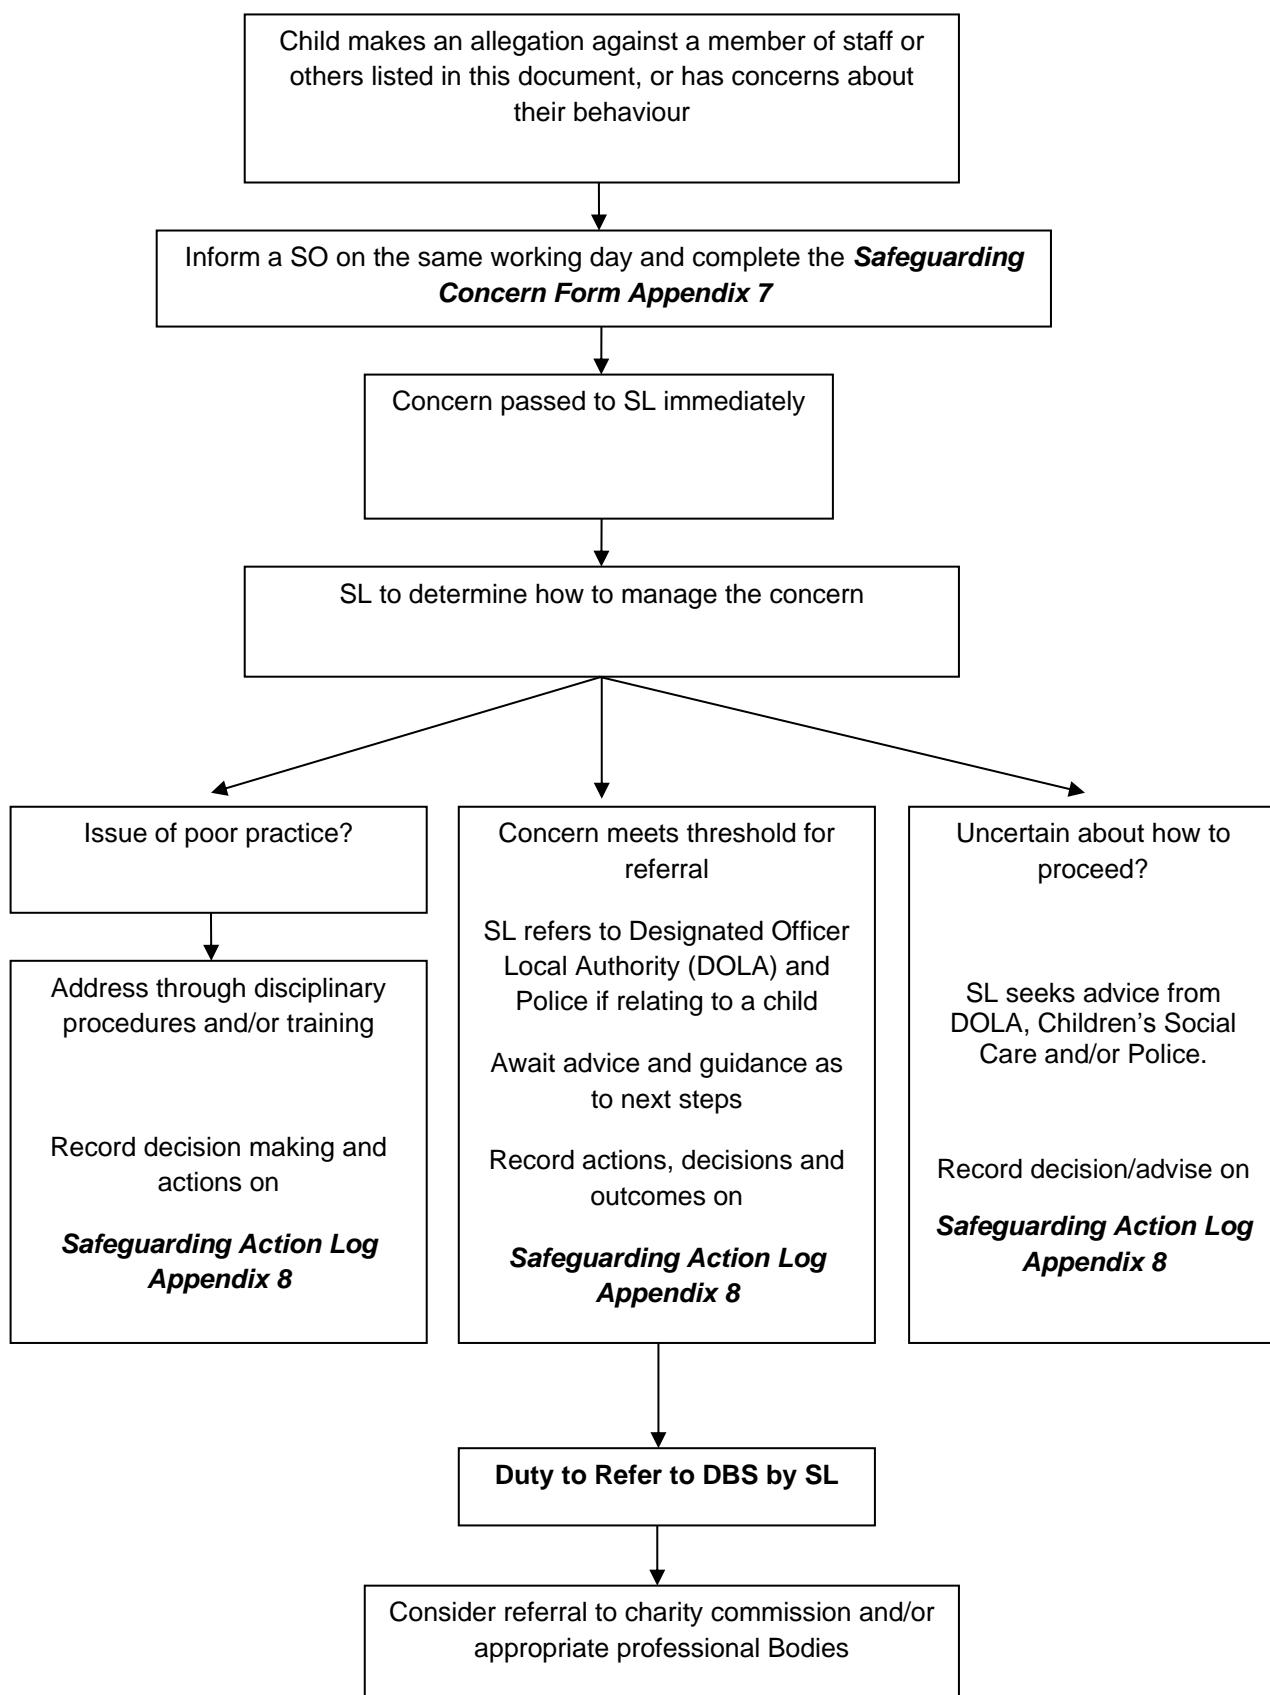 Child makes an allegation against a member of staff or
others listed in this document, or has concerns about
their behaviour
Inform a SO on the same working day and complete the Safeguarding
Concern Form Appendix 7
Concern passed to SL immediately
SL to determine how to manage the concern
Issue of poor practice?
Address through disciplinary
procedures and/or training
Record decision making and
actions on
Safeguarding Action Log
Appendix 8
Concern meets threshold for
referral
SL refers to Designated Officer
Local Authority (DOLA) and
Police if relating to a child
Await advice and guidance as
to next steps
Record actions, decisions and
outcomes on
Safeguarding Action Log
Appendix 8
Uncertain about how to
proceed?
SL seeks advice from
DOLA, Children’s Social
Care and/or Police.
Record decision/advise on
Safeguarding Action Log
Appendix 8
Duty to Refer to DBS by SL
Consider referral to charity commission and/or
appropriate professional Bodies